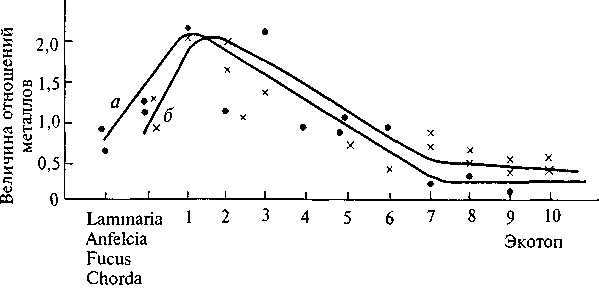 Величина отношений
металлов
2,0
1,5
1,0
0,5
0
а
б
Laminaria 1 2 3 4 5 6 7 8 9 10
Anfelcia
Fucus
Chorda
Экотоп